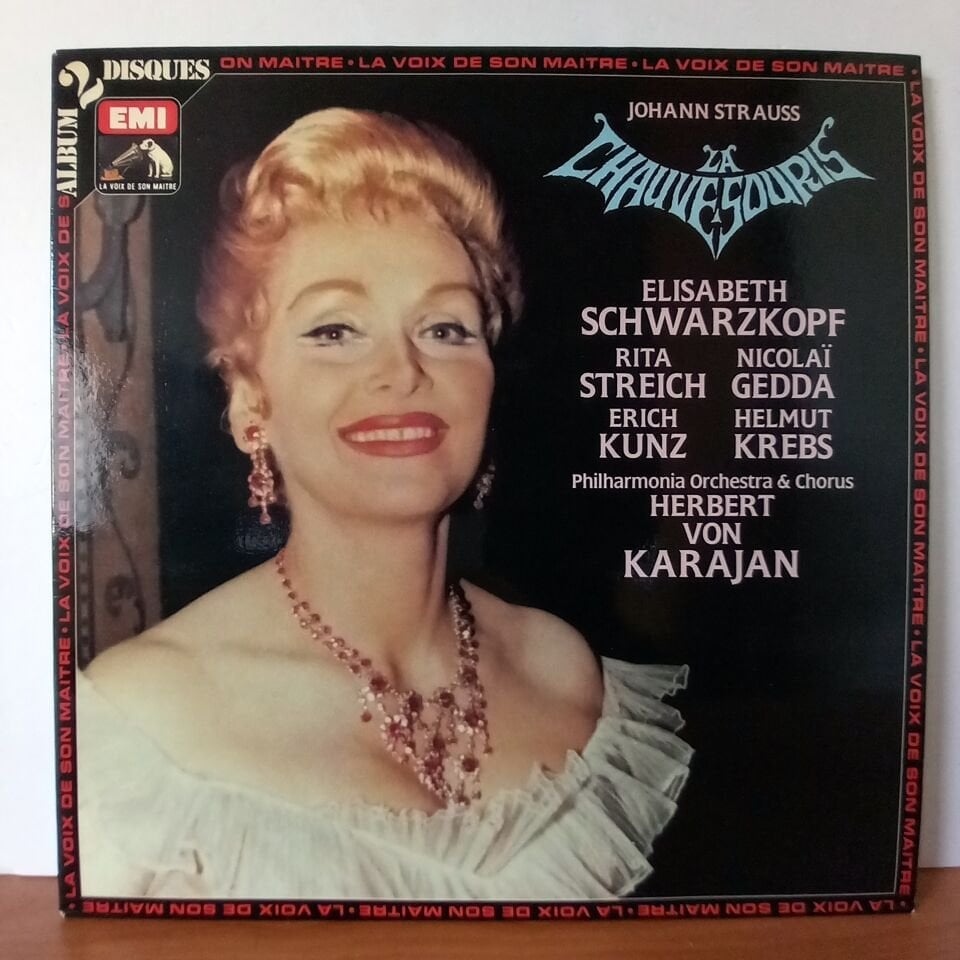 ALBUM 2 DISQUES
EMI
LA VOIX DE SON MAITRE
ON MAITRE • LA VOIX DE SON MAITRE • LA VOIX DE SON MAITRE •
LA VOIX DE SON MAITRE • LA VOIX DE SON MAITRE • LA VOIX DE SON MAITRE •
JOHANN STRAUSS
LA
CHAUVE SOURIS
ELISABETH
SCHWARZKOPF
RITA NICOLAÏ
STREICH GEDDA
ERICH HELMUT
KUNZ KREBS
Philharmonia Orchestra & Chorus
HERBERT
VON
KARAJAN
• LA VOIX DE SON MAITRE • LA VOIX DE SON MAITRE • LA VOIX DE S
LA VOIX DE SON MAITRE • LA VOIX DE SON MAITRE • LA VOIX DE SON MAITRE •